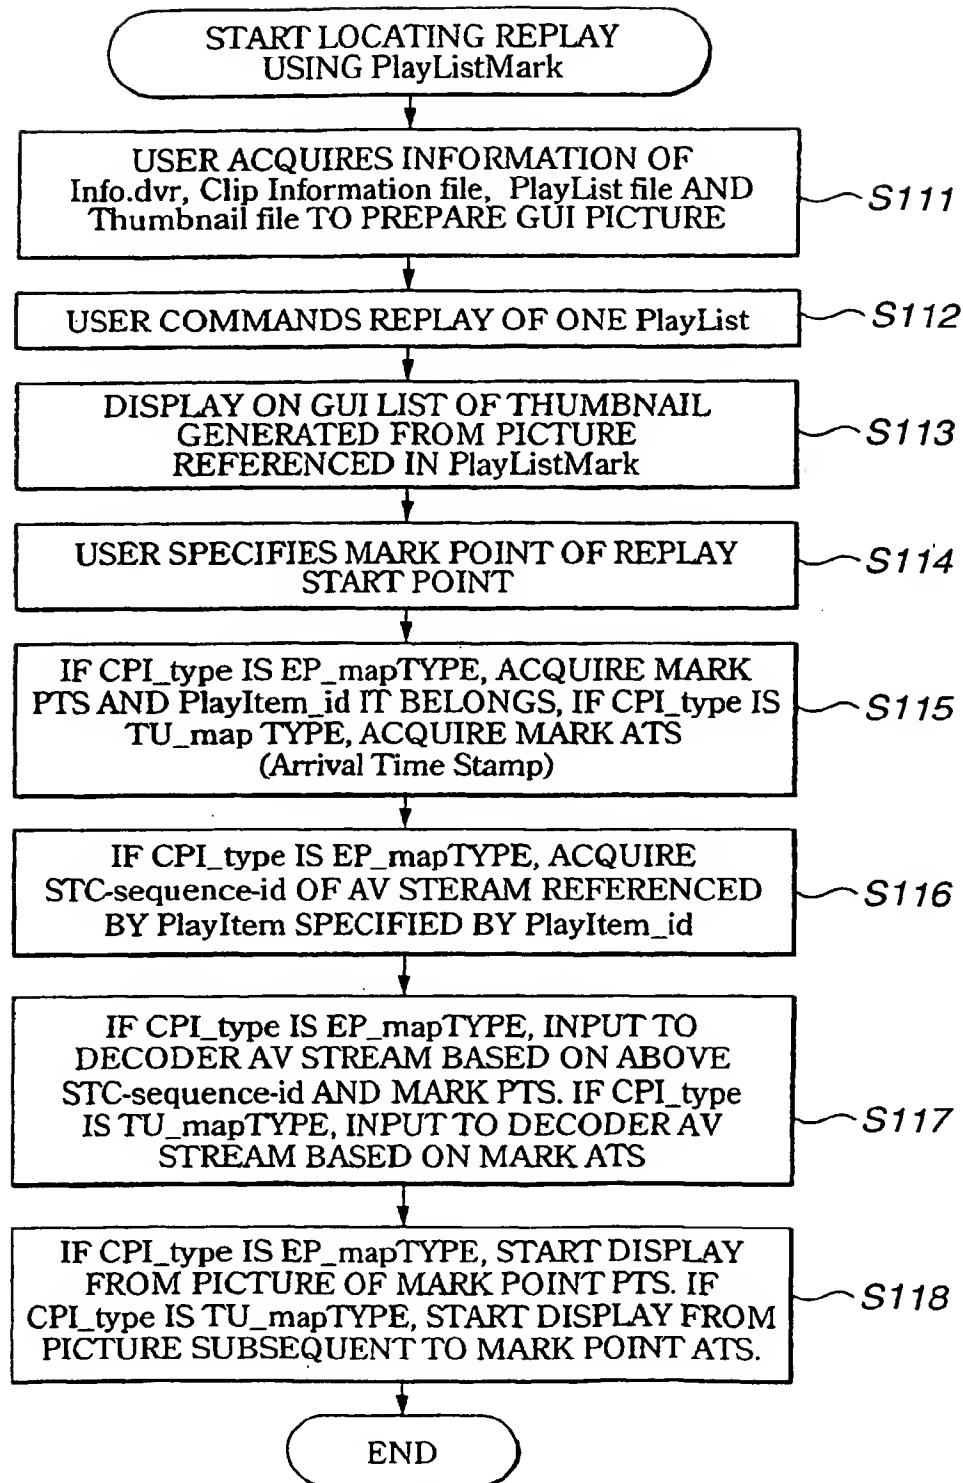 START LOCATING REPLAY
USING PlayListMark
USER ACQUIRES INFORMATION OF
Info.dvr, Clip Information file, PlayList file AND
Thumbnail file TO PREPARE GUI PICTURE
S111
USER COMMANDS REPLAY OF ONE PlayList
S112
DISPLAY ON GUI LIST OF THUMBNAIL
GENERATED FROM PICTURE
REFERENCED IN PlayListMark
S113
USER SPECIFIES MARK POINT OF REPLAY
START POINT
S114
IF CPI_type IS EP_mapTYPE, ACQUIRE MARK
PTS AND PlayItem_id IT BELONGS, IF CPI_type IS
TU_map TYPE, ACQUIRE MARK ATS
(Arrival Time Stamp)
S115
IF CPI_type IS EP_mapTYPE, ACQUIRE
STC-sequence-id OF AV STERAM REFERENCED
BY PlayItem SPECIFIED BY PlayItem_id
S116
IF CPI_type IS EP_mapTYPE, INPUT TO
DECODER AV STREAM BASED ON ABOVE
STC-sequence-id AND MARK PTS. IF CPI_type
IS TU_mapTYPE, INPUT TO DECODER AV
STREAM BASED ON MARK ATS
S117
IF CPI_type IS EP_mapTYPE, START DISPLAY
FROM PICTURE OF MARK POINT PTS. IF
CPI_type IS TU_mapTYPE, START DISPLAY FROM
PICTURE SUBSEQUENT TO MARK POINT ATS.
S118
END